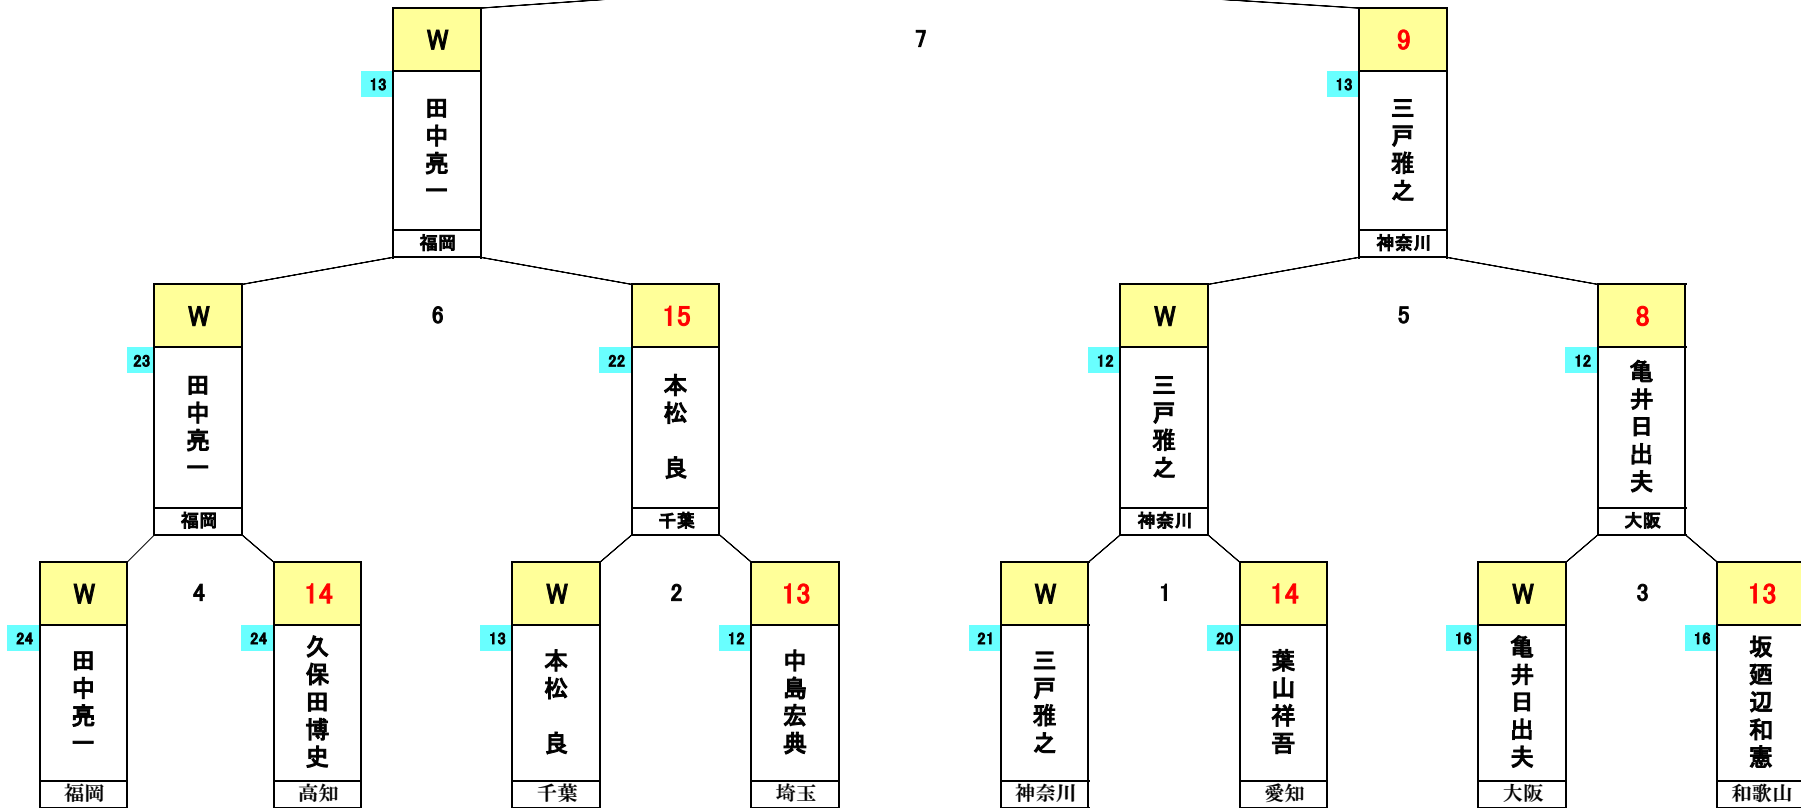 W
7
9
13
田中亮一
13
三戸雅之
福岡
神奈川
W
6
15
W
5
8
23
田中亮一
22
本松 良
12
三戸雅之
12
亀井日出夫
福岡
千葉
神奈川
大阪
W
4
14
W
2
13
W
1
14
W
3
13
24
田中亮一
24
久保田博史
13
本松 良
12
中島宏典
21
三戸雅之
20
葉山祥吾
16
亀井日出夫
16
坂廼辺和憲
福岡
高知
千葉
埼玉
神奈川
愛知
大阪
和歌山